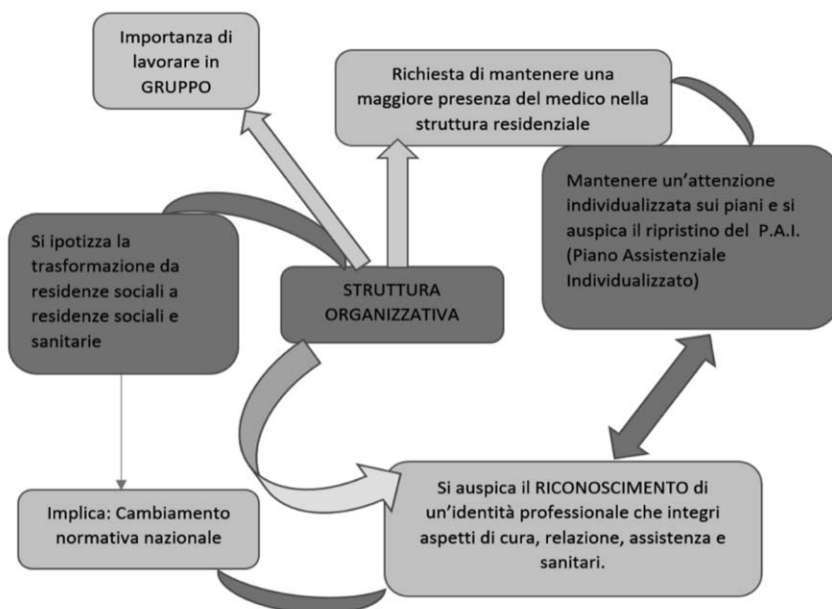 Importanza di
lavorare in
GRUPPO
Richiesta di mantenere una
maggiore presenza del medico nella
struttura residenziale
Mantenere un'attenzione
individualizzata sui piani e si
auspica il ripristino del P.A.I.
(Piano Assistenziale
Individualizzato)
Si ipotizza la
trasformazione da
residenze sociali a
residenze sociali e
sanitarie
STRUTTURA
ORGANIZZATIVA
Implica: Cambiamento
normativa nazionale
Si auspica il RICONOSCIMENTO di
un'identità professionale che integri
aspetti di cura, relazione, assistenza e
sanitari.